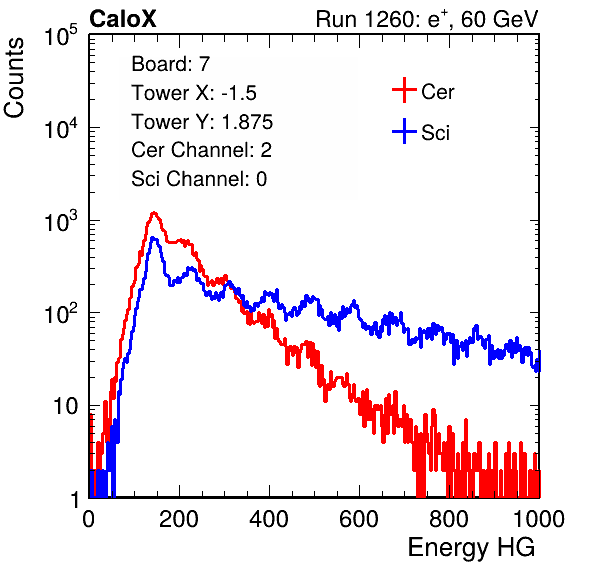 CaloX Run 1260: e⁺, 60 GeV
10⁵
Counts
Board: 7
Tower X: -1.5
Tower Y: 1.875
Cer Channel: 2
Sci Channel: 0
Cer
Sci
10⁴
10³
10²
10
1
0 200 400 600 800 1000
Energy HG